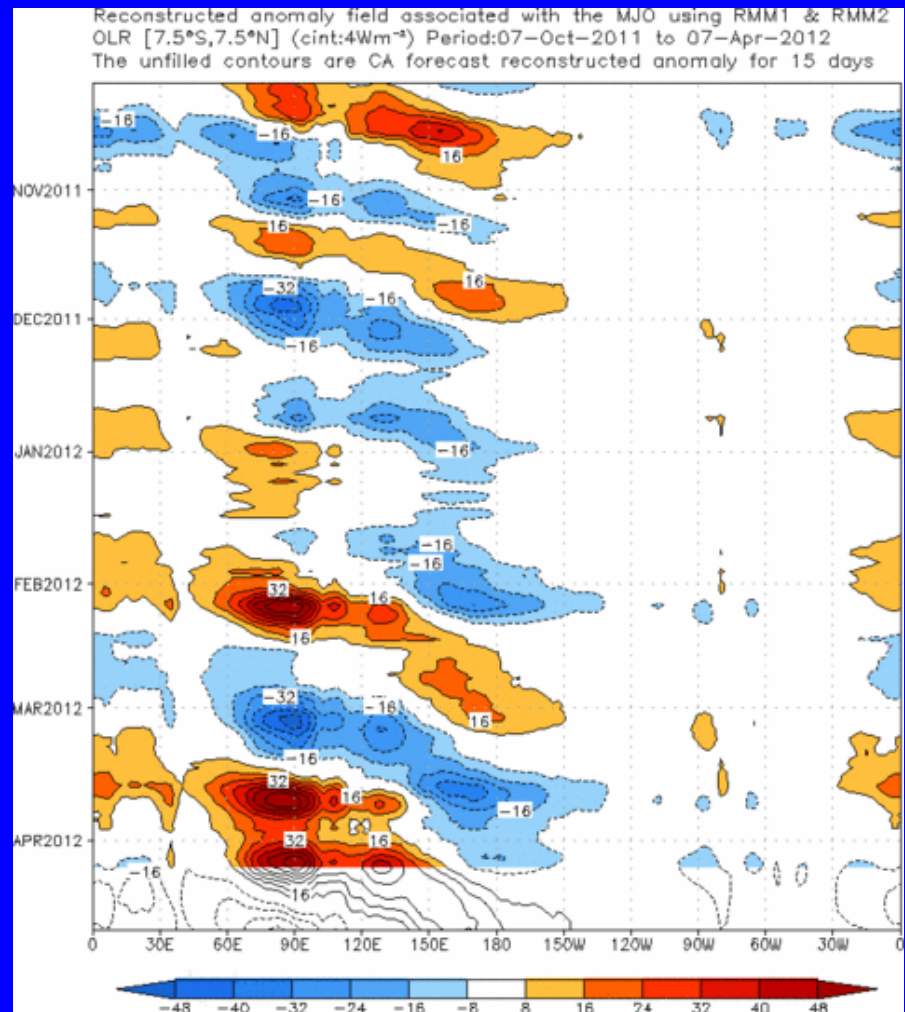 Reconstructed anomaly field associated with the MJO using RMM1 & RMM2
OLR [7.5°S,7.5°N] (cint:4Wm⁻²) Period:07-Oct-2011 to 07-Apr-2012
The unfilled contours are CA forecast reconstructed anomaly for 15 days
-16
-16
16
NOV2011
-16
-16
16
-32
-16
16
DEC2011
-16
JAN2012
-16
-16
-16
FEB2012
32
16
16
-32
-16
MAR2012
16
-16
32
16
-16
APR2012
32
16
-16
16
0 30E 60E 90E 120E 150E 180 150W 120W 90W 60W 30W 0
-48 -40 -32 -24 -16 -8 8 16 24 32 40 48